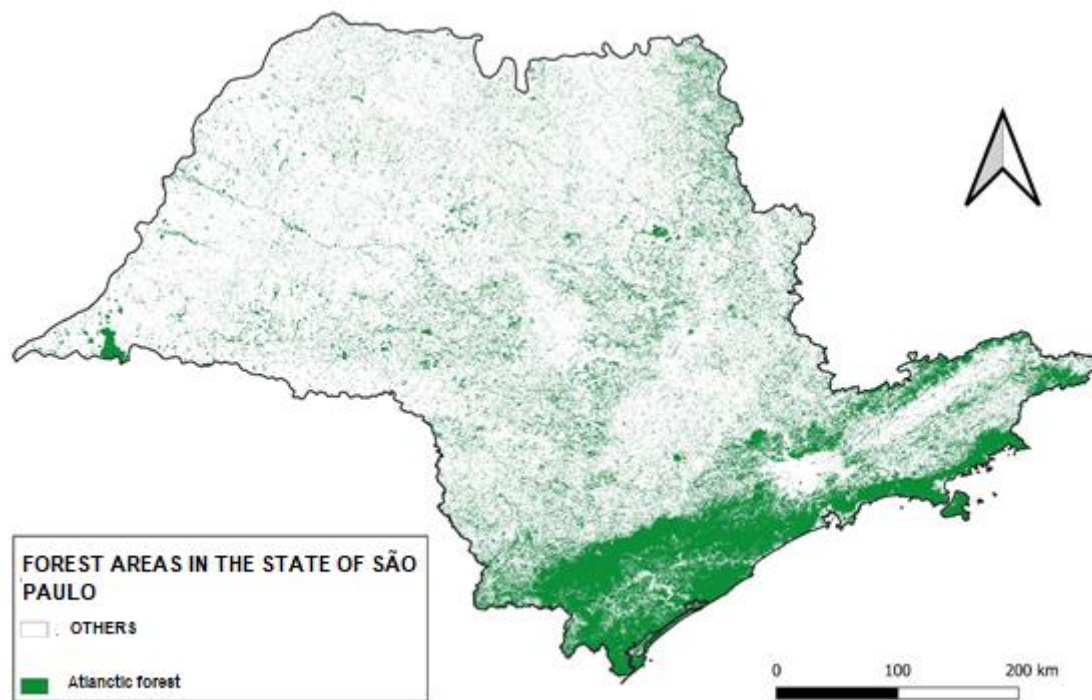 FOREST AREAS IN THE STATE OF SÃO
PAULO
OTHERS
Atlanctic forest
0 100 200 km